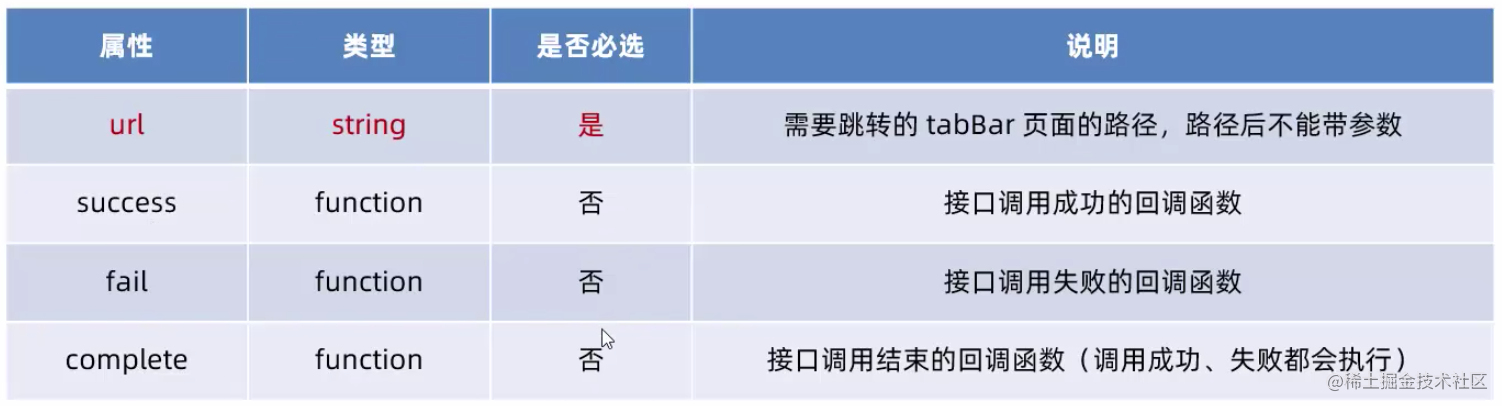 属性 类型 是否必选 说明
url string 是 需要跳转的 tabBar 页面的路径，路径后不能带参数
success function 否 接口调用成功的回调函数
fail function 否 接口调用失败的回调函数
complete function 否 接口调用结束的回调函数（调用成功、失败都会执行）
@稀土掘金技术社区